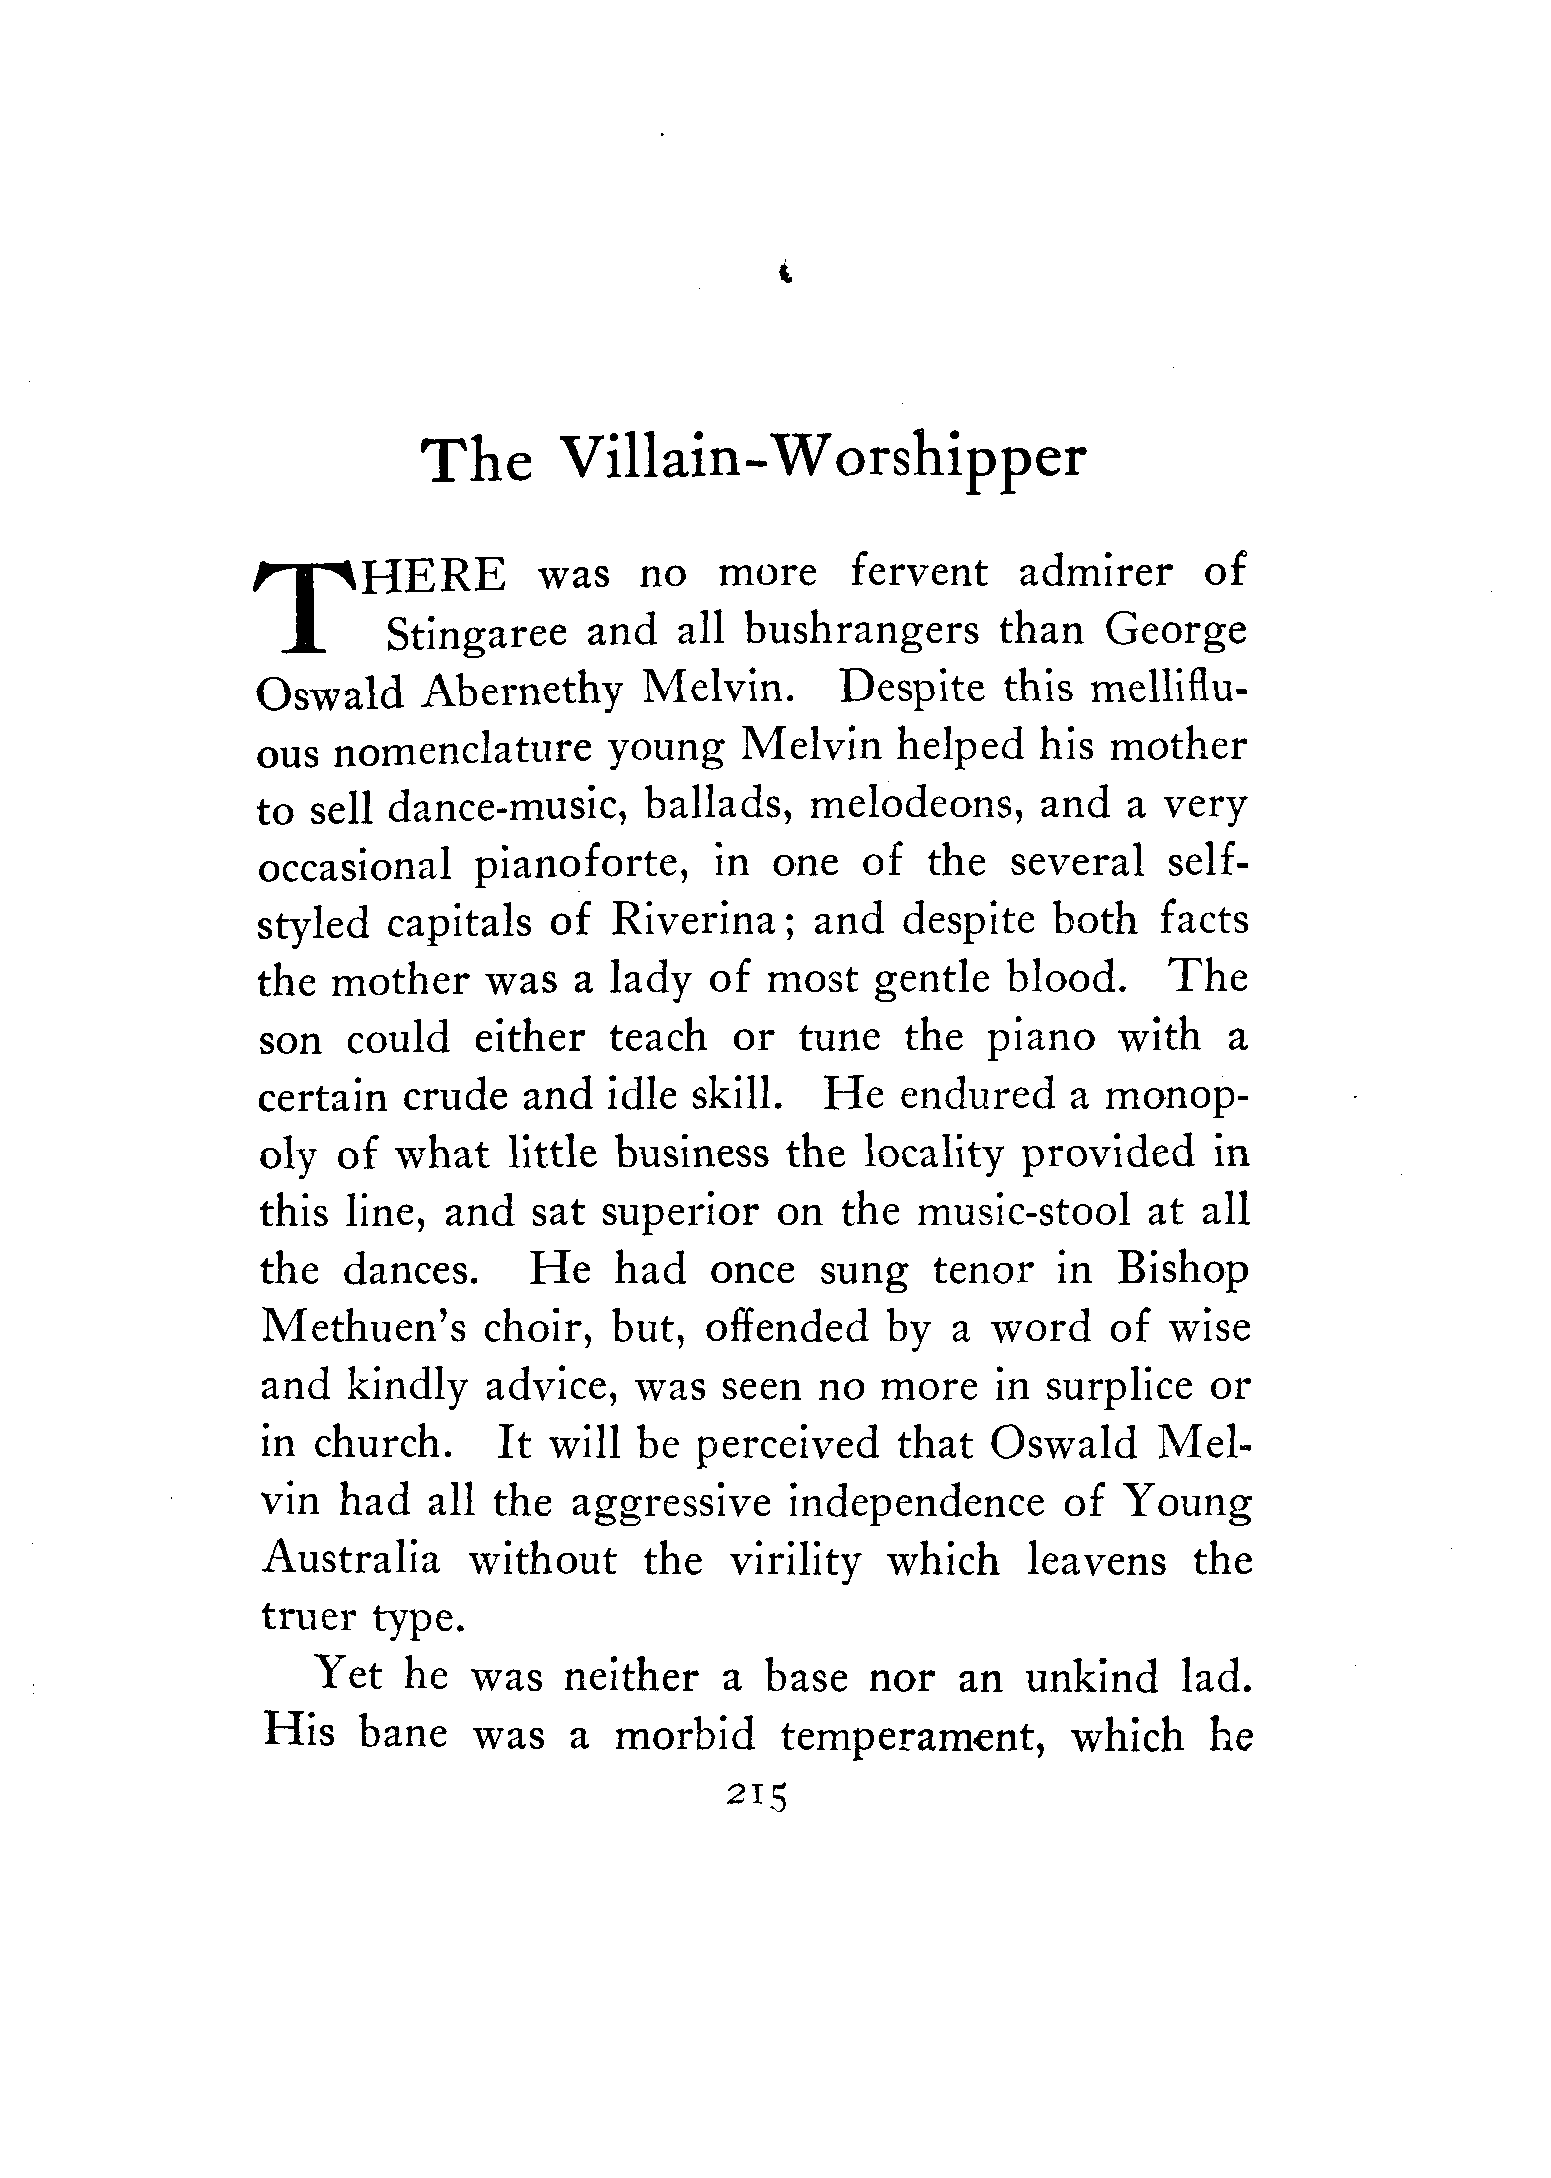 The Villain-Worshipper
THERE was no more fervent admirer of
Stingaree and all bushrangers than George
Oswald Abernethy Melvin. Despite this melliflu-
ous nomenclature young Melvin helped his mother
to sell dance-music, ballads, melodeons, and a very
occasional pianoforte, in one of the several self-
styled capitals of Riverina; and despite both facts
the mother was a lady of most gentle blood. The
son could either teach or tune the piano with a
certain crude and idle skill. He endured a monop-
oly of what little business the locality provided in
this line, and sat superior on the music-stool at all
the dances. He had once sung tenor in Bishop
Methuen's choir, but, offended by a word of wise
and kindly advice, was seen no more in surplice or
in church. It will be perceived that Oswald Mel-
vin had all the aggressive independence of Young
Australia without the virility which leavens the
truer type.
Yet he was neither a base nor an unkind lad.
His bane was a morbid temperament, which he
215